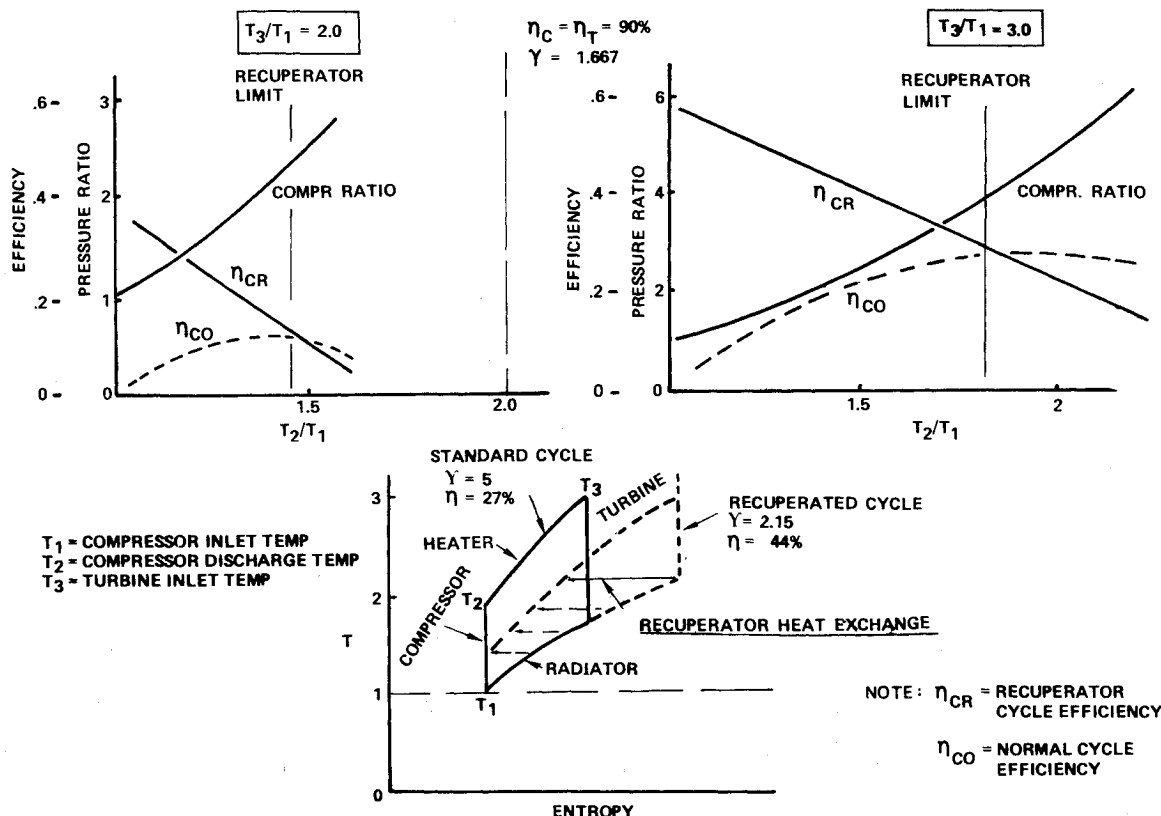 T3/T1 = 2.0
ηC = ηT = 90%
γ = 1.667
T3/T1 = 3.0
RECUPERATOR
LIMIT
RECUPERATOR
LIMIT
EFFICIENCY
.6
.4
.2
0
PRESSURE RATIO
3
2
1
0
COMPR RATIO
ηCR
ηCO
1.5
2.0
T2/T1
EFFICIENCY
.6
.4
.2
0
PRESSURE RATIO
6
4
2
0
ηCR
COMPR. RATIO
ηCO
1.5
2
T2/T1
STANDARD CYCLE
γ = 5
η = 27%
T3
TURBINE
RECUPERATED CYCLE
γ = 2.15
η = 44%
T1 = COMPRESSOR INLET TEMP
T2 = COMPRESSOR DISCHARGE TEMP
T3 = TURBINE INLET TEMP
3
2
1
0
T
HEATER
T2
COMPRESSOR
RECUPERATOR HEAT EXCHANGE
RADIATOR
T1
ENTROPY
NOTE: ηCR = RECUPERATOR
CYCLE EFFICIENCY
ηCO = NORMAL CYCLE
EFFICIENCY